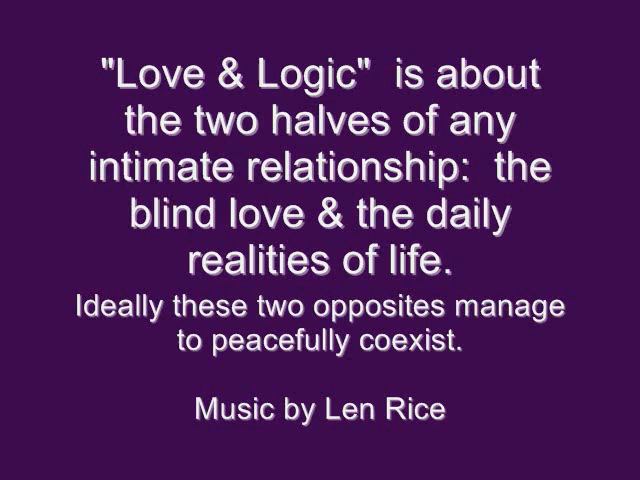 "Love & Logic"  is about
the two halves of any
intimate relationship:  the
blind love & the daily
realities of life.
Ideally these two opposites manage
to peacefully coexist.
Music by Len Rice